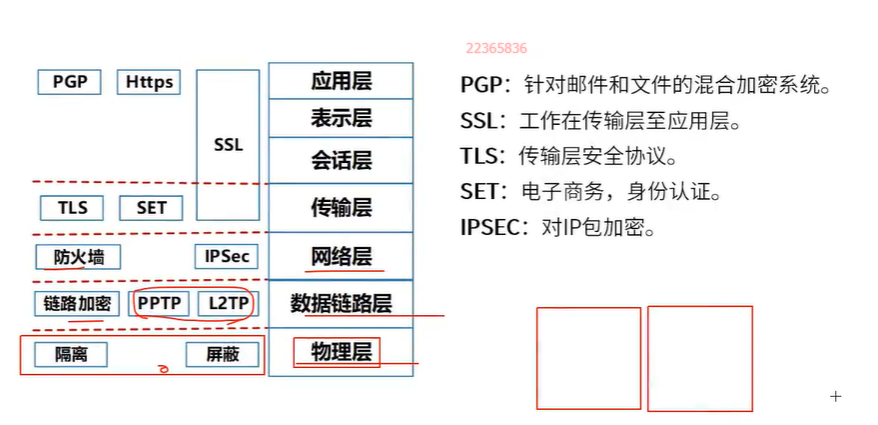 22365836
PGP Https SSL 应用层
表示层
会话层
TLS SET 传输层
防火墙 IPSec 网络层
链路加密 PPTP L2TP 数据链路层
隔离 屏蔽 物理层
PGP：针对邮件和文件的混合加密系统。
SSL：工作在传输层至应用层。
TLS：传输层安全协议。
SET：电子商务，身份认证。
IPSEC：对IP包加密。